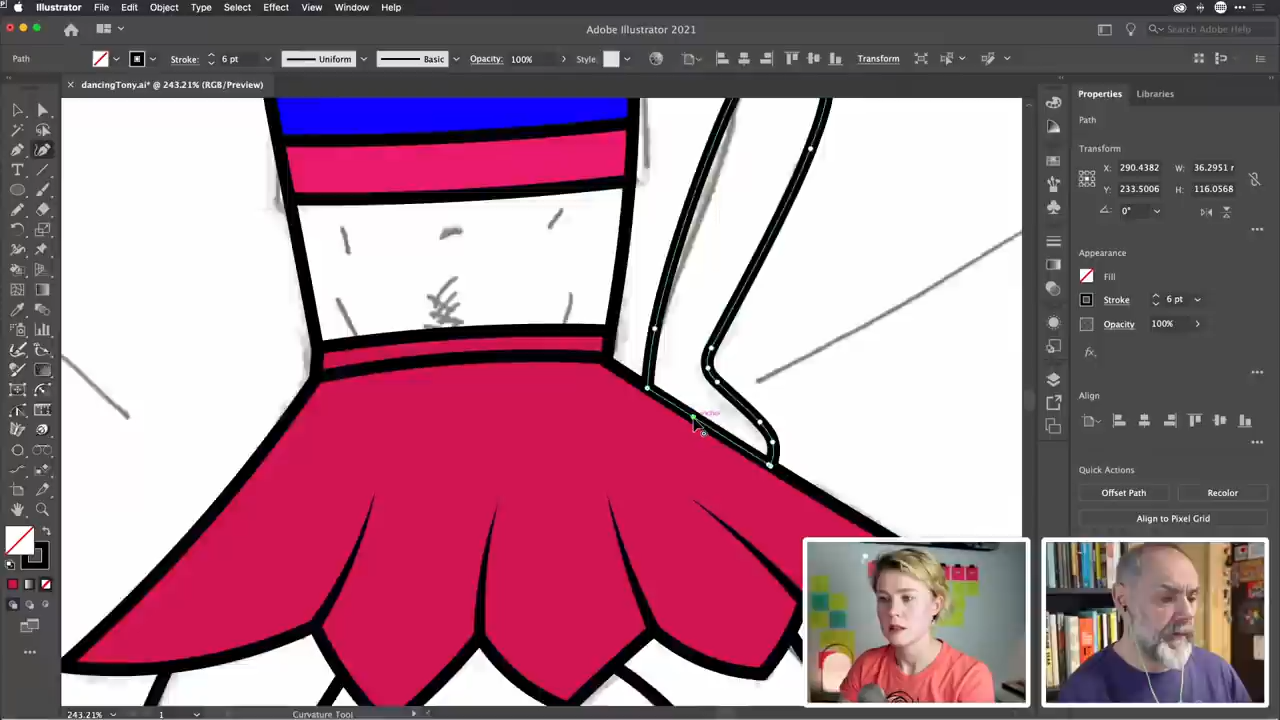 Illustrator File Edit Object Type Select Effect View Window Help
Adobe Illustrator 2021
Search Adobe Help
Path Stroke: 6 pt Uniform Basic Opacity: 100% Style: Transform
dancingTony.ai* @ 243.21% (RGB/Preview)
Properties Libraries
Path
Transform
X: 290.4382 W: 36.2951
Y: 233.5006 H: 116.0568
0°
Appearance
Fill
Stroke 6 pt
Opacity 100%
fx
Align
Quick Actions
Offset Path Recolor
Align to Pixel Grid
243.21% 1 Curvature Tool